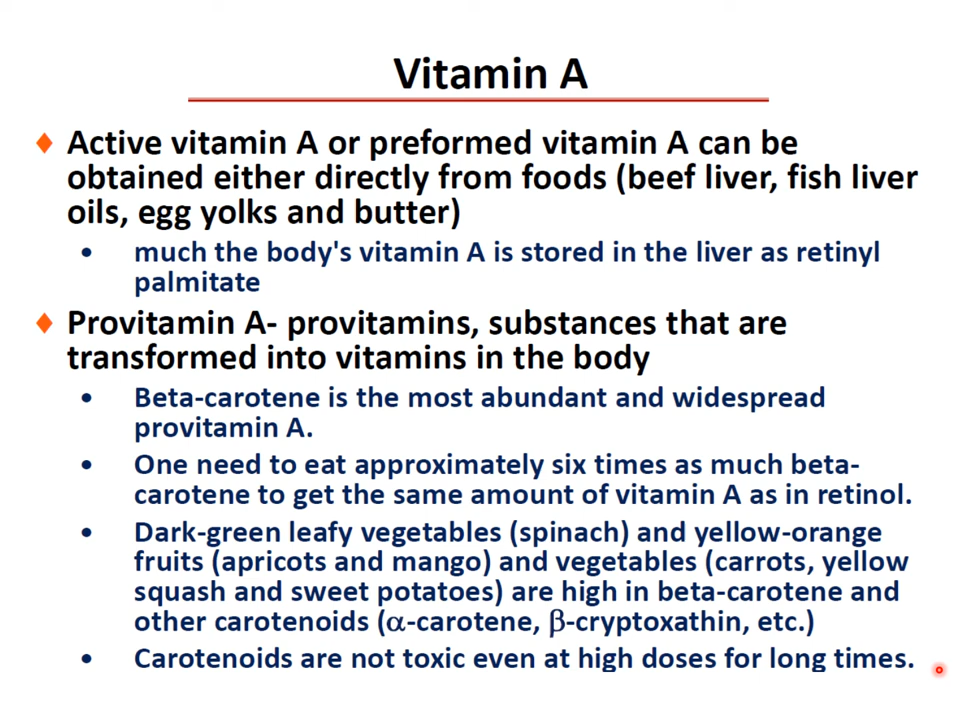 Vitamin A
♦ Active vitamin A or preformed vitamin A can be
obtained either directly from foods (beef liver, fish liver
oils, egg yolks and butter)
• much the body's vitamin A is stored in the liver as retinyl
palmitate
♦ Provitamin A- provitamins, substances that are
transformed into vitamins in the body
• Beta-carotene is the most abundant and widespread
provitamin A.
• One need to eat approximately six times as much beta-
carotene to get the same amount of vitamin A as in retinol.
• Dark-green leafy vegetables (spinach) and yellow-orange
fruits (apricots and mango) and vegetables (carrots, yellow
squash and sweet potatoes) are high in beta-carotene and
other carotenoids (α-carotene, β-cryptoxathin, etc.)
• Carotenoids are not toxic even at high doses for long times.